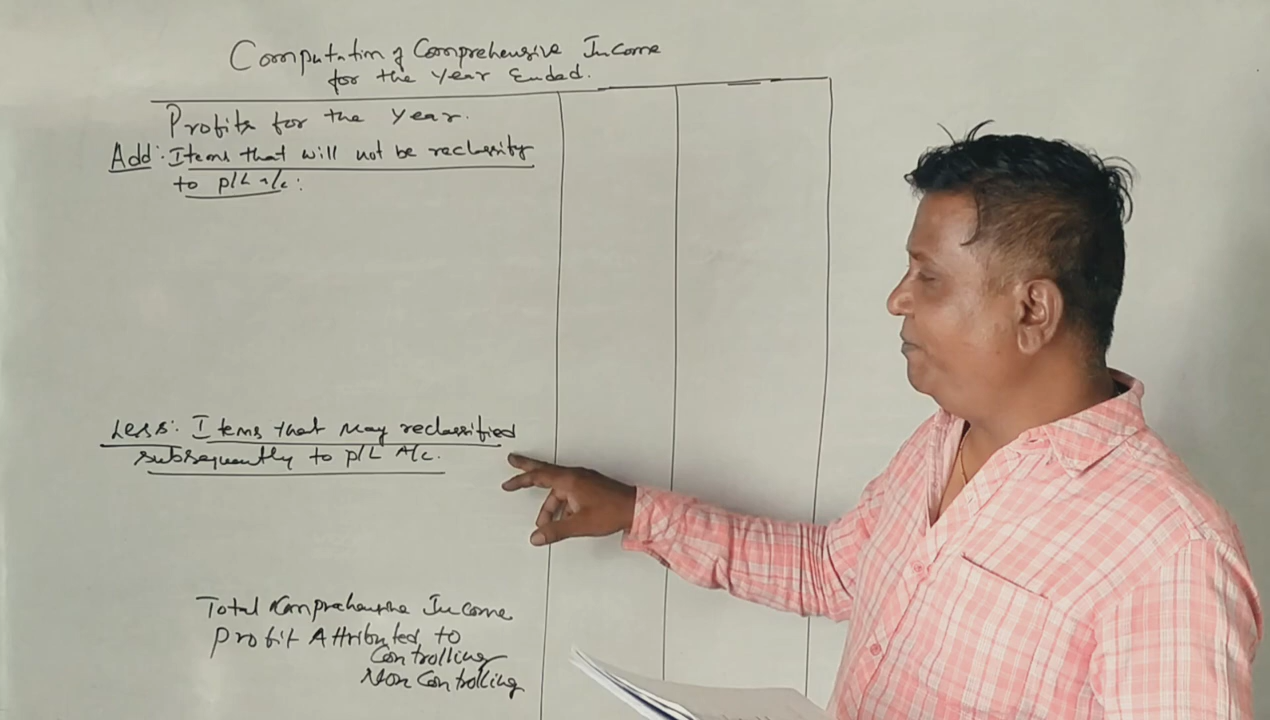 Computation of Comprehensive Income
for the Year Ended.
Profits for the Year.
Add: Items that will not be reclassify
to P/L a/c:
Less: Items that May reclassified
subsequently to P/L A/c.
Total Comprehensive Income
Profit Attributed to
Controlling
Non Controlling